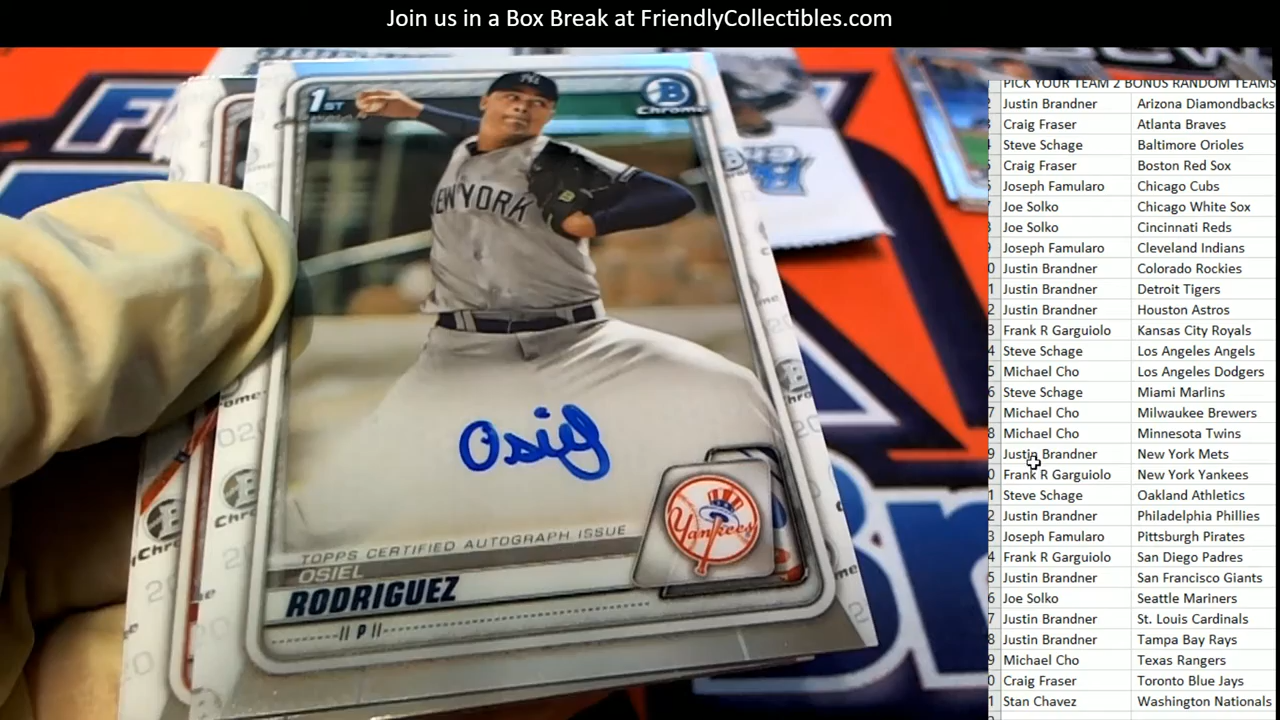 Join us in a Box Break at FriendlyCollectibles.com
PICK YOUR TEAM 2 BONUS RANDOM TEAMS
Justin Brandner Arizona Diamondbacks
Craig Fraser Atlanta Braves
Steve Schage Baltimore Orioles
Craig Fraser Boston Red Sox
Joseph Famularo Chicago Cubs
Joe Solko Chicago White Sox
Joe Solko Cincinnati Reds
Joseph Famularo Cleveland Indians
Justin Brandner Colorado Rockies
Justin Brandner Detroit Tigers
Justin Brandner Houston Astros
Frank R Garguiolo Kansas City Royals
Steve Schage Los Angeles Angels
Michael Cho Los Angeles Dodgers
Steve Schage Miami Marlins
Michael Cho Milwaukee Brewers
Michael Cho Minnesota Twins
Justin Brandner New York Mets
Frank R Garguiolo New York Yankees
Steve Schage Oakland Athletics
Justin Brandner Philadelphia Phillies
Joseph Famularo Pittsburgh Pirates
Frank R Garguiolo San Diego Padres
Justin Brandner San Francisco Giants
Joe Solko Seattle Mariners
Justin Brandner St. Louis Cardinals
Justin Brandner Tampa Bay Rays
Michael Cho Texas Rangers
Craig Fraser Toronto Blue Jays
Stan Chavez Washington Nationals
1ST
B
Chrome
NEW YORK
Osiel
Yankees
TOPPS CERTIFIED AUTOGRAPH ISSUE
OSIEL
RODRIGUEZ
P